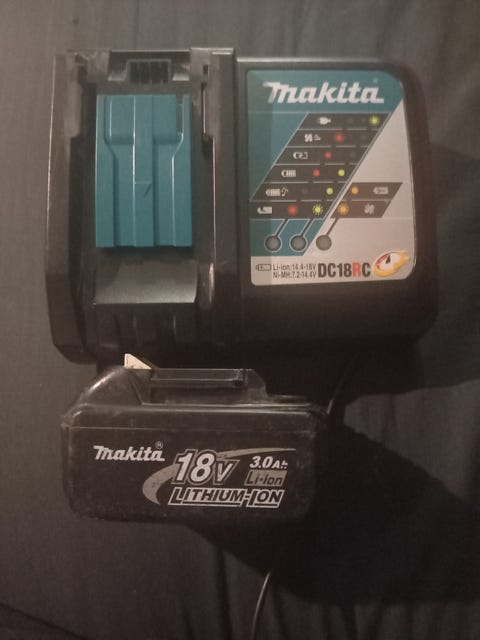 makita®
Li-ion:14.4-18V
Ni-MH:7.2-14.4V
DC18RC
makita®
18V
3.0Ah
Li-ion
LITHIUM-ION